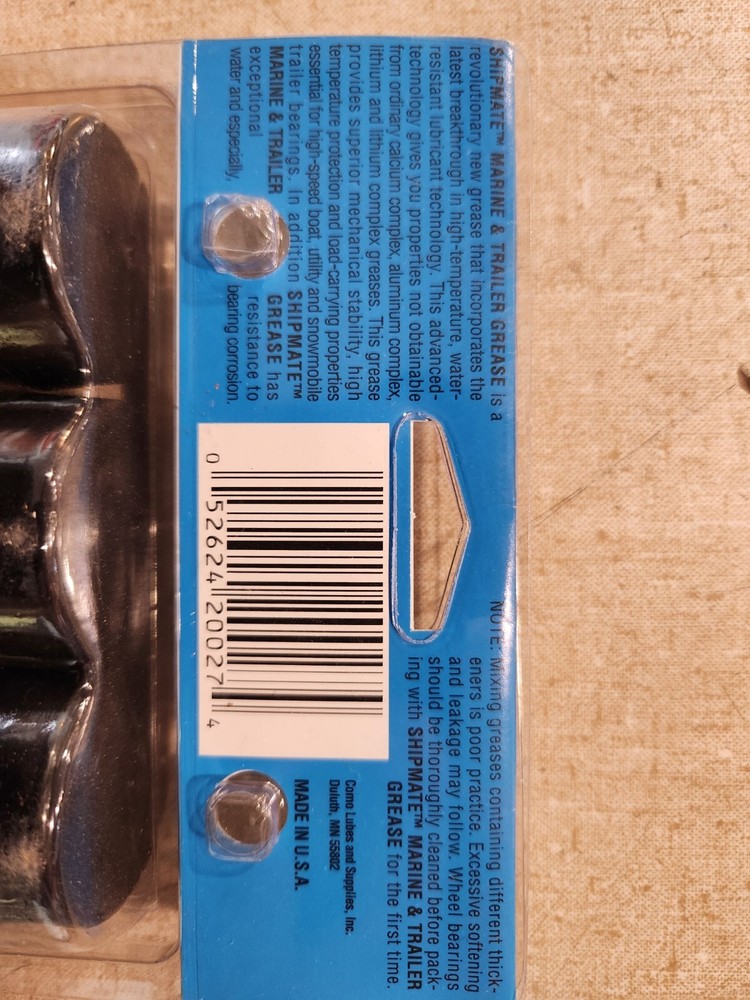 SHIPMATE™ MARINE & TRAILER GREASE is a
revolutionary new grease that incorporates the
latest breakthrough in high-temperature, water-
resistant lubricant technology. This advanced-
technology gives you properties not obtainable
from ordinary calcium complex, aluminum complex,
lithium and lithium complex greases. This grease
provides superior mechanical stability, high
temperature protection and load-carrying properties
essential for high-speed boat, utility and snowmobile
trailer bearings. In addition SHIPMATE™
MARINE & TRAILER GREASE has
exceptional resistance to
water and especially, bearing corrosion.
0 52624 20027 4
NOTE: Mixing greases containing different thick-
eners is poor practice. Excessive softening
and leakage may follow. Wheel bearings
should be thoroughly cleaned before pack-
ing with SHIPMATE™ MARINE & TRAILER
GREASE for the first time.
Como Lubes and Supplies, Inc.
Duluth, MN 55802
MADE IN U.S.A.